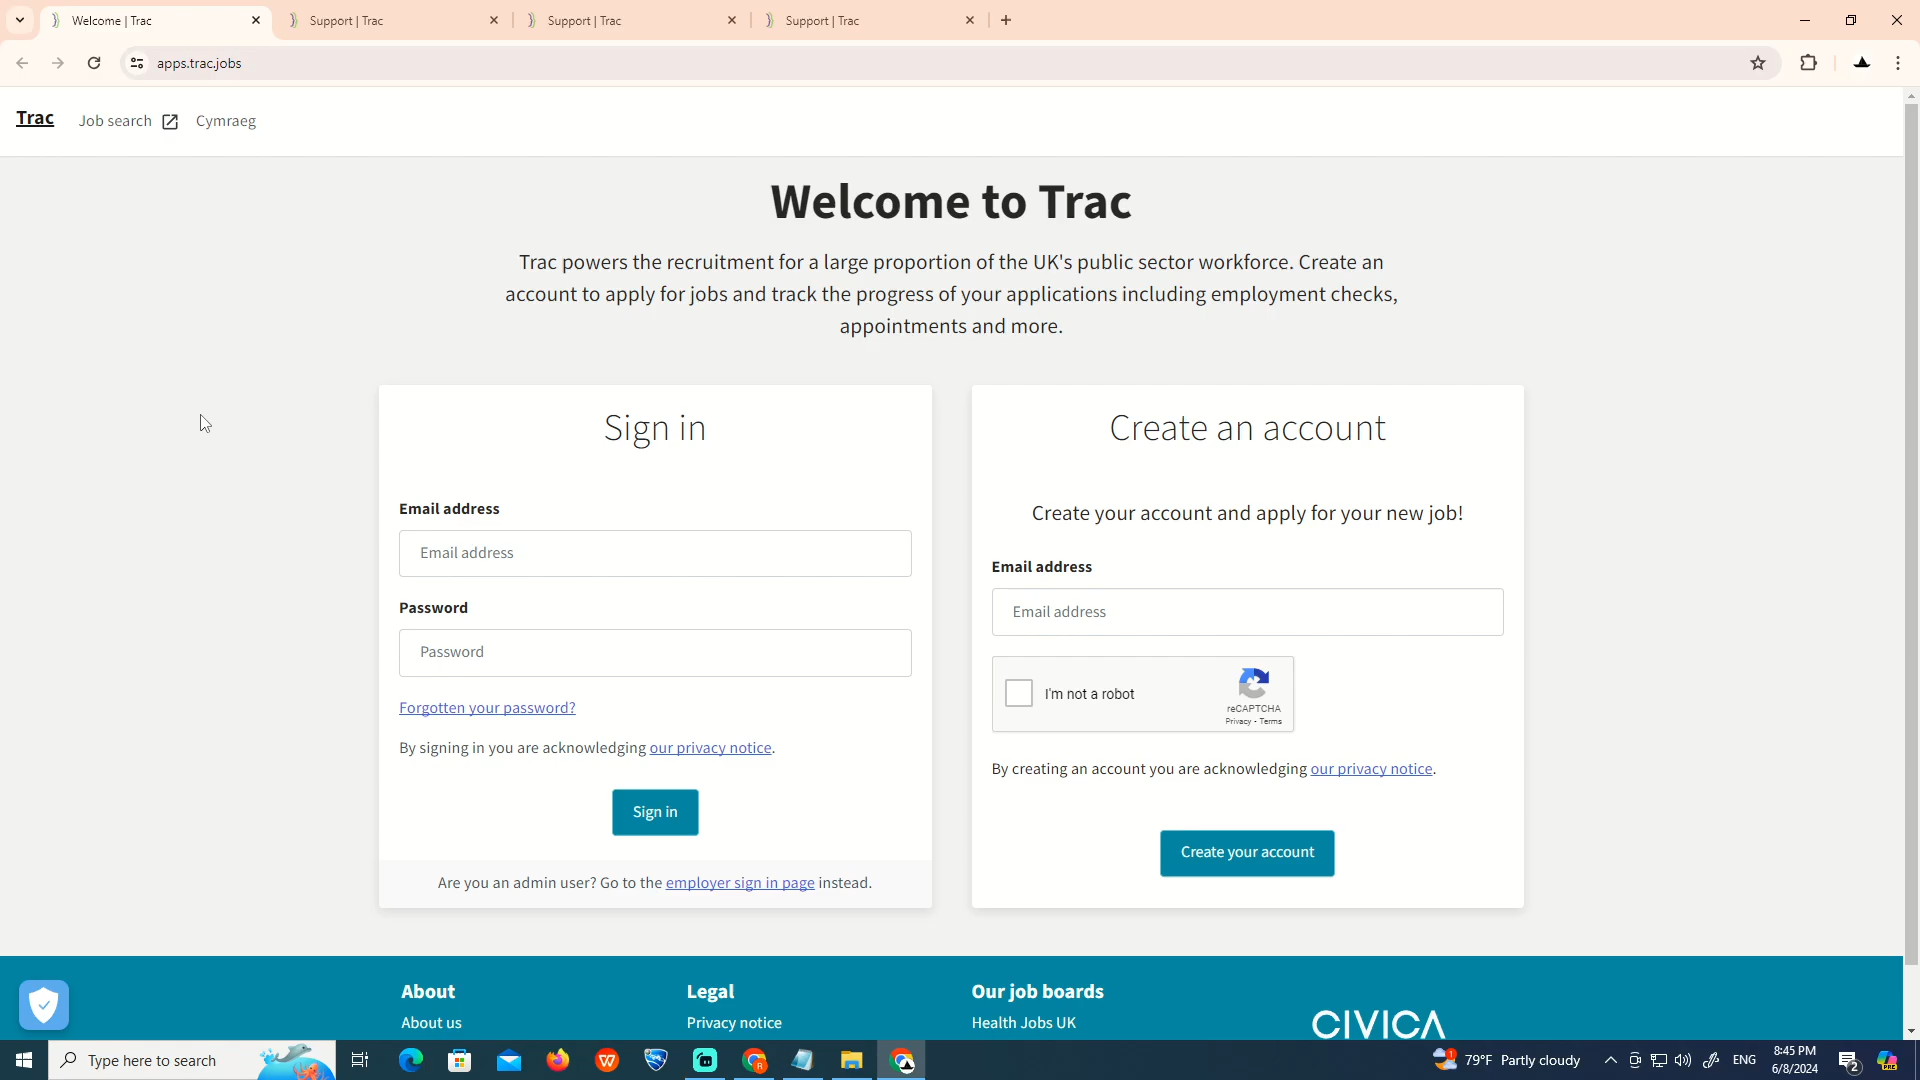 Welcome | Trac
Support | Trac
Support | Trac
Support | Trac
apps.trac.jobs
Trac
Job search
Cymraeg
Welcome to Trac
Trac powers the recruitment for a large proportion of the UK's public sector workforce. Create an
account to apply for jobs and track the progress of your applications including employment checks,
appointments and more.
Sign in
Email address
Email address
Password
Password
Forgotten your password?
By signing in you are acknowledging our privacy notice.
Sign in
Are you an admin user? Go to the employer sign in page instead.
Create an account
Create your account and apply for your new job!
Email address
Email address
I'm not a robot
reCAPTCHA
Privacy - Terms
By creating an account you are acknowledging our privacy notice.
Create your account
About
About us
Legal
Privacy notice
Our job boards
Health Jobs UK
CIVICA
Type here to search
79°F Partly cloudy
ENG
8:45 PM
6/8/2024
2